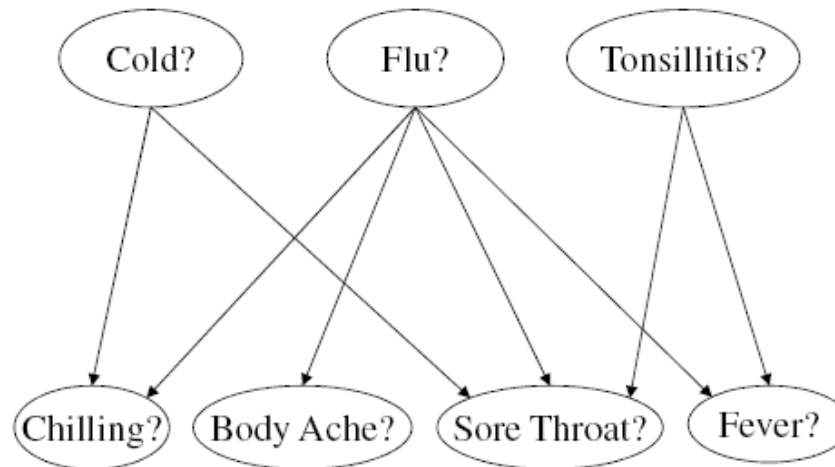 Cold?
Flu?
Tonsillitis?
Chilling?
Body Ache?
Sore Throat?
Fever?